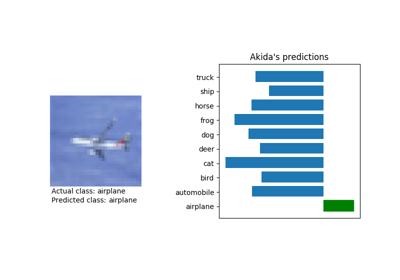 Akida's predictions
truck
ship
horse
frog
dog
deer
cat
bird
automobile
airplane
Actual class: airplane
Predicted class: airplane